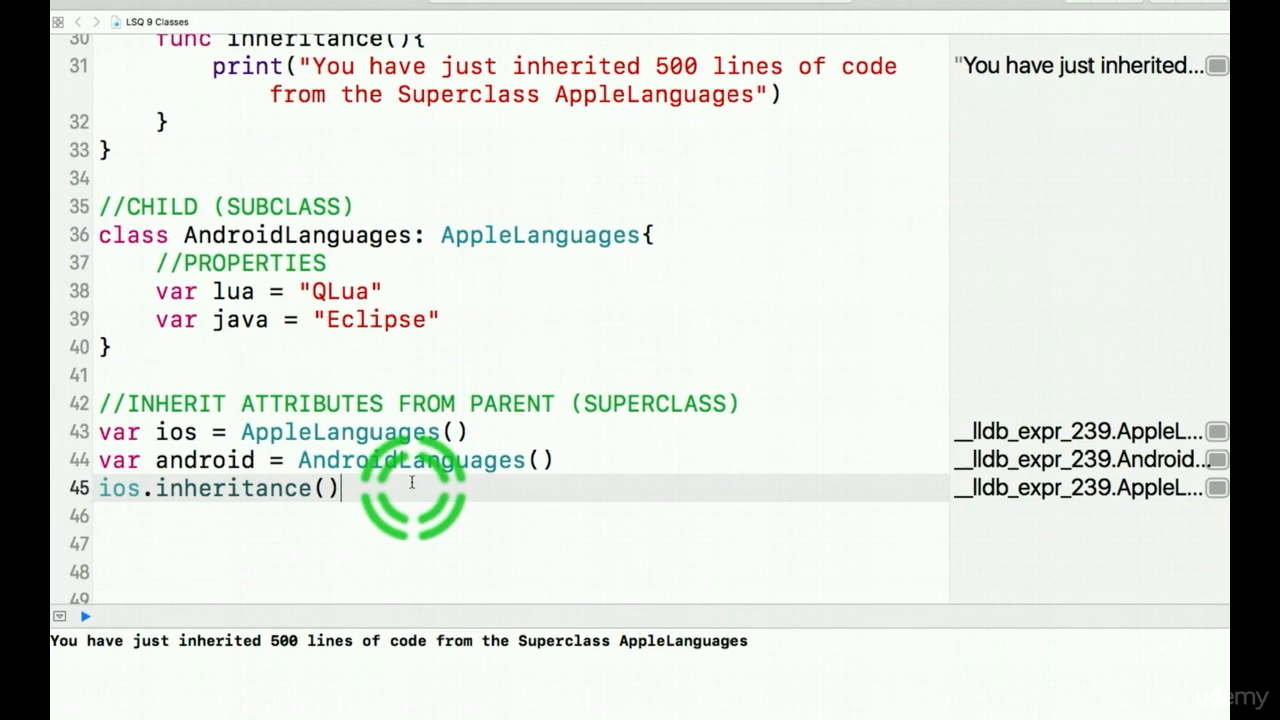 LSQ 9 Classes
30 func inheritance(){
31 print("You have just inherited 500 lines of code "You have just inherited...
from the Superclass AppleLanguages")
32 }
33 }
34
35 //CHILD (SUBCLASS)
36 class AndroidLanguages: AppleLanguages{
37 //PROPERTIES
38 var lua = "QLua"
39 var java = "Eclipse"
40 }
41
42 //INHERIT ATTRIBUTES FROM PARENT (SUPERCLASS)
43 var ios = AppleLanguages() __lldb_expr_239.AppleL...
44 var android = AndroidLanguages() __lldb_expr_239.Android...
45 ios.inheritance() __lldb_expr_239.AppleL...
46
47
48
49
You have just inherited 500 lines of code from the Superclass AppleLanguages
udemy